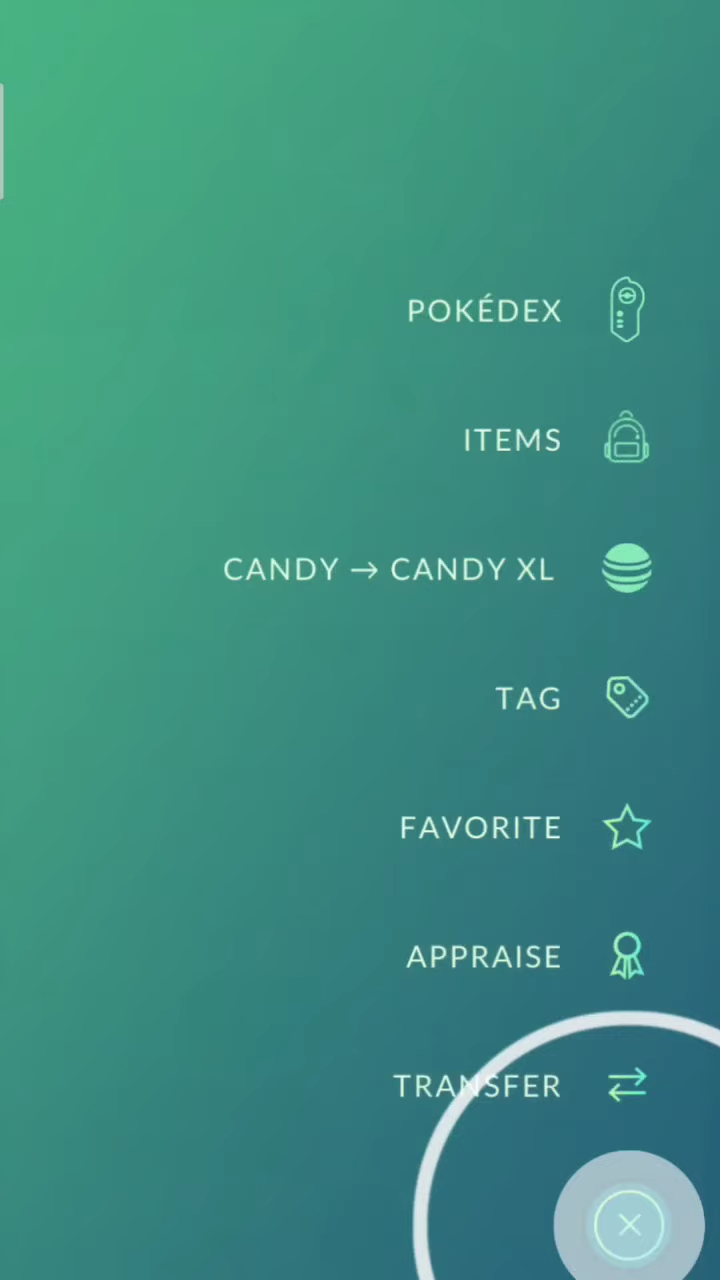 POKÉDEX
ITEMS
CANDY → CANDY XL
TAG
FAVORITE
APPRAISE
TRANSFER